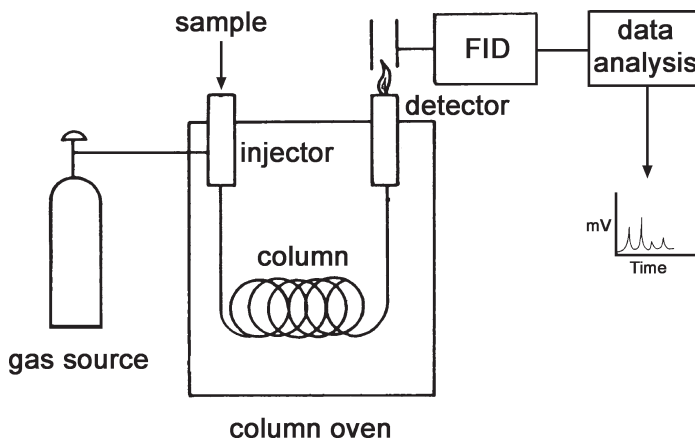 sample
FID
data
analysis
detector
injector
column
mV
Time
gas source
column oven